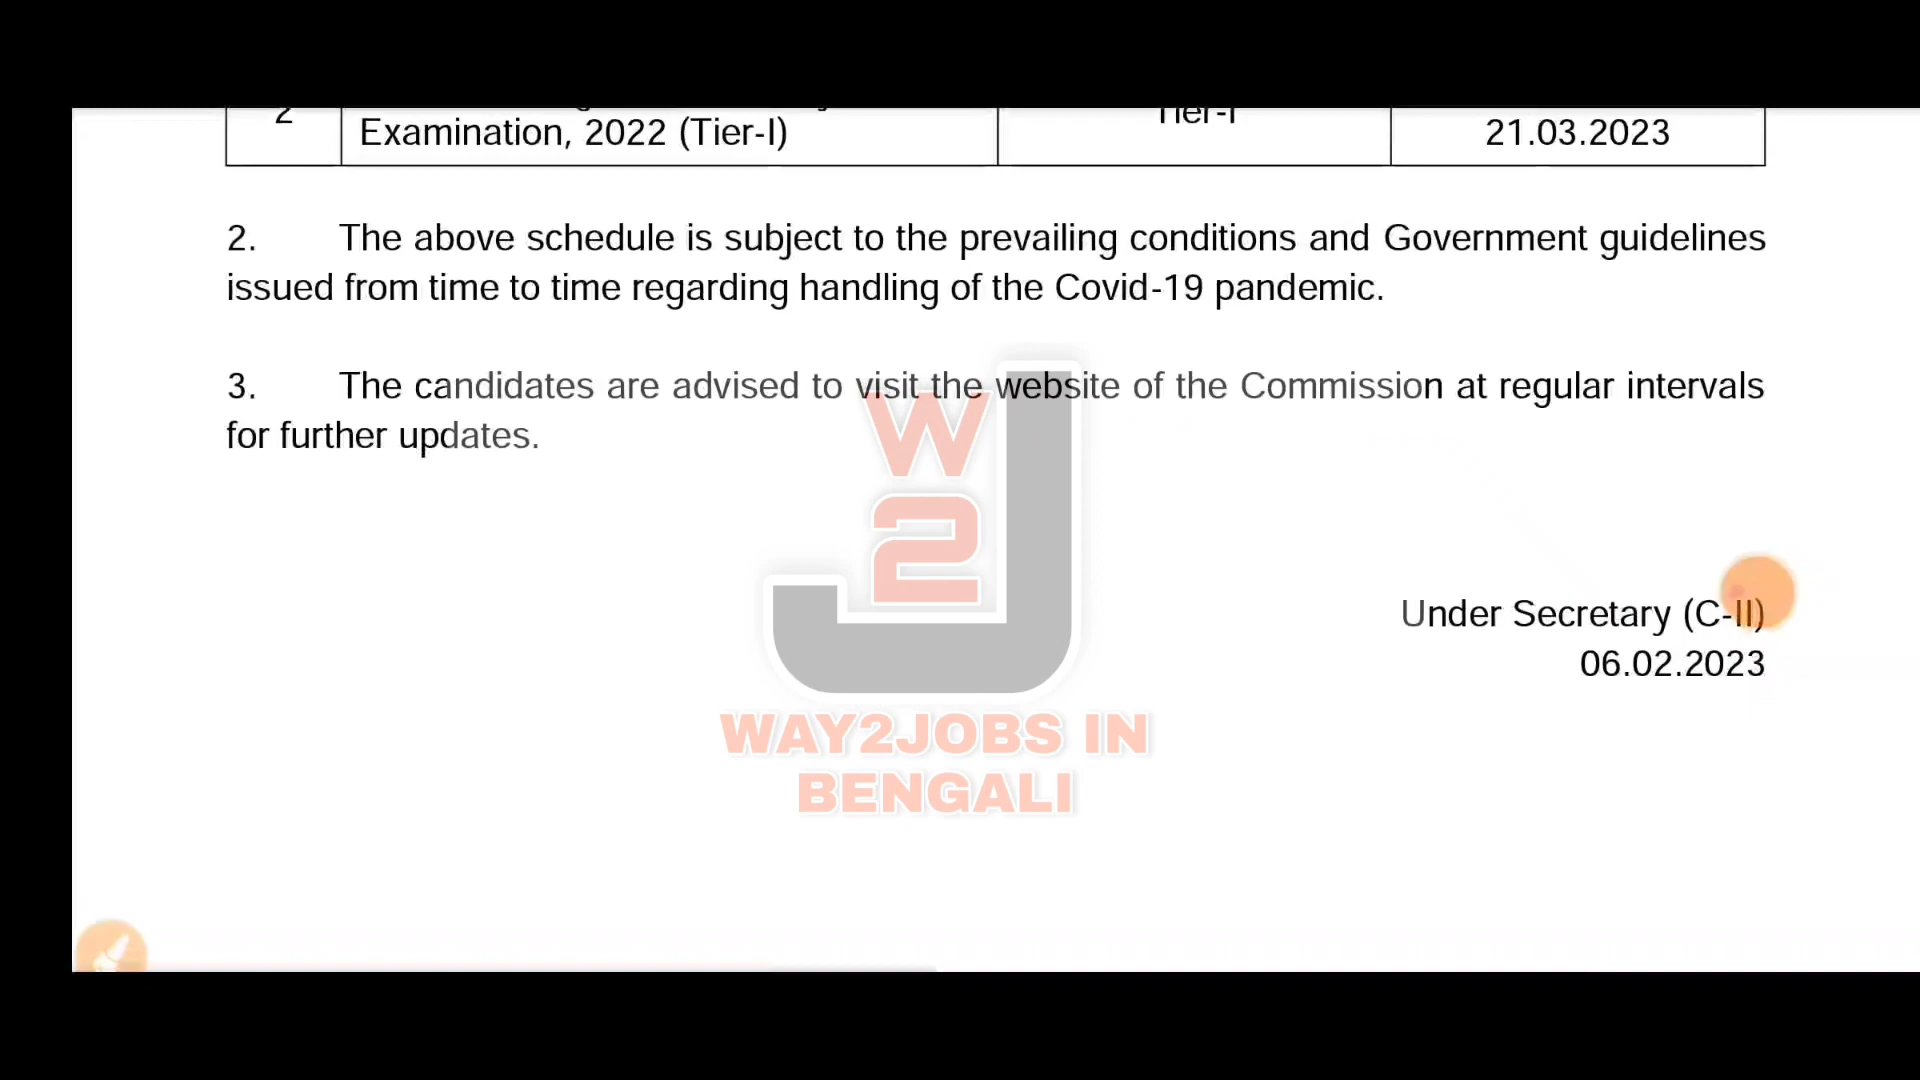 2
Tier-I
Examination, 2022 (Tier-I)
21.03.2023
2. The above schedule is subject to the prevailing conditions and Government guidelines
issued from time to time regarding handling of the Covid-19 pandemic.
3. The candidates are advised to visit the website of the Commission at regular intervals
for further updates.
W
2
J
Under Secretary (C-II)
06.02.2023
WAY2JOBS IN
BENGALI